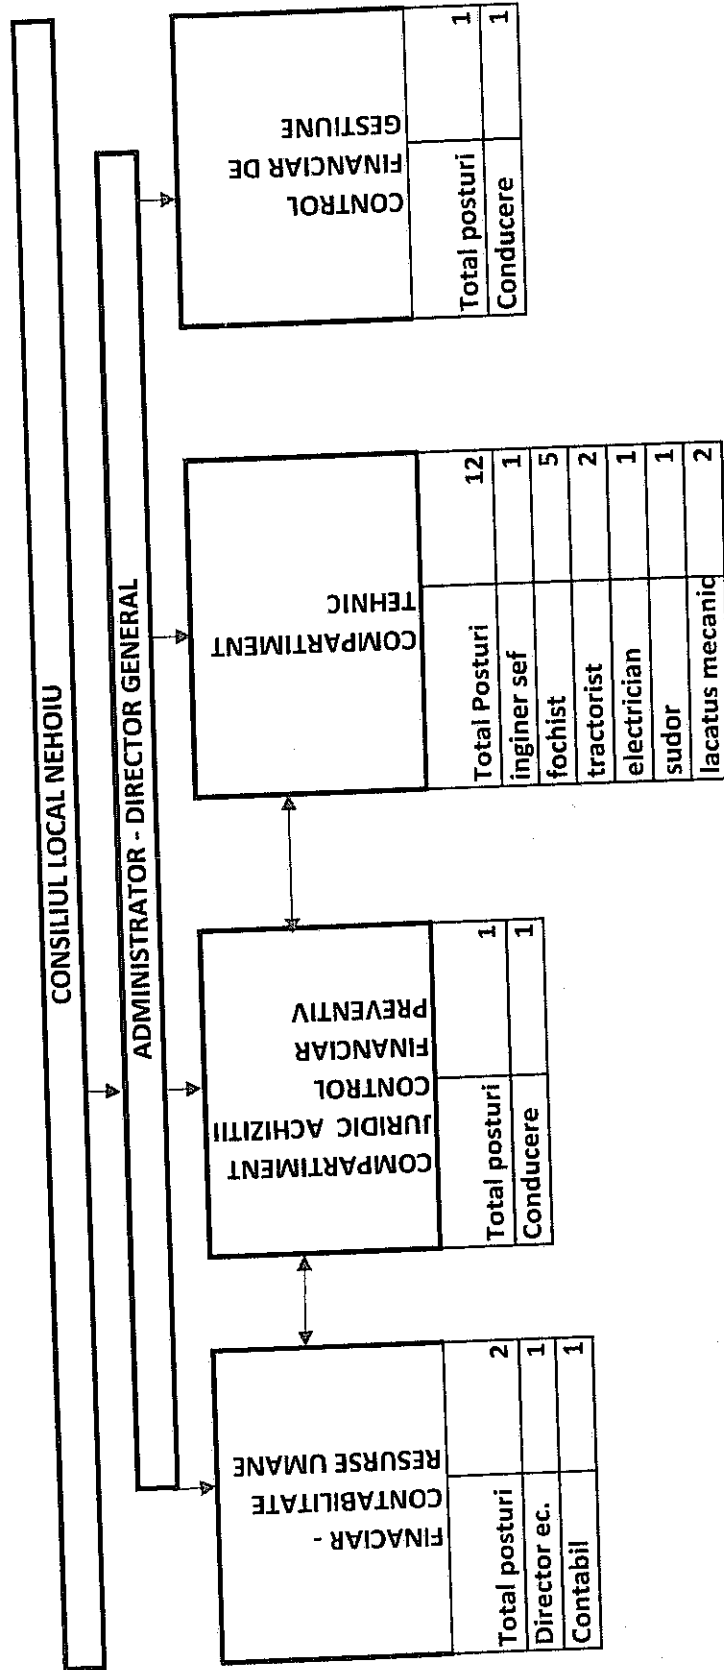 CONSILIUL LOCAL NEHOIU
ADMINISTRATOR - DIRECTOR GENERAL
FINACIAR -
CONTABILITATE
RESURSE UMANE
Total posturi 2
Director ec. 1
Contabil 1
COMPARTIMENT
JURIDIC ACHIZITII
CONTROL
FINANCIAR
PREVENTIV
Total posturi 1
Conducere 1
COMPARTIMENT
TEHNIC
Total Posturi 12
inginer sef 1
fochist 5
tractorist 2
electrician 1
sudor 1
lacatus mecanic 2
CONTROL
FINANCIAR DE
GESTIUNE
Total posturi 1
Conducere 1